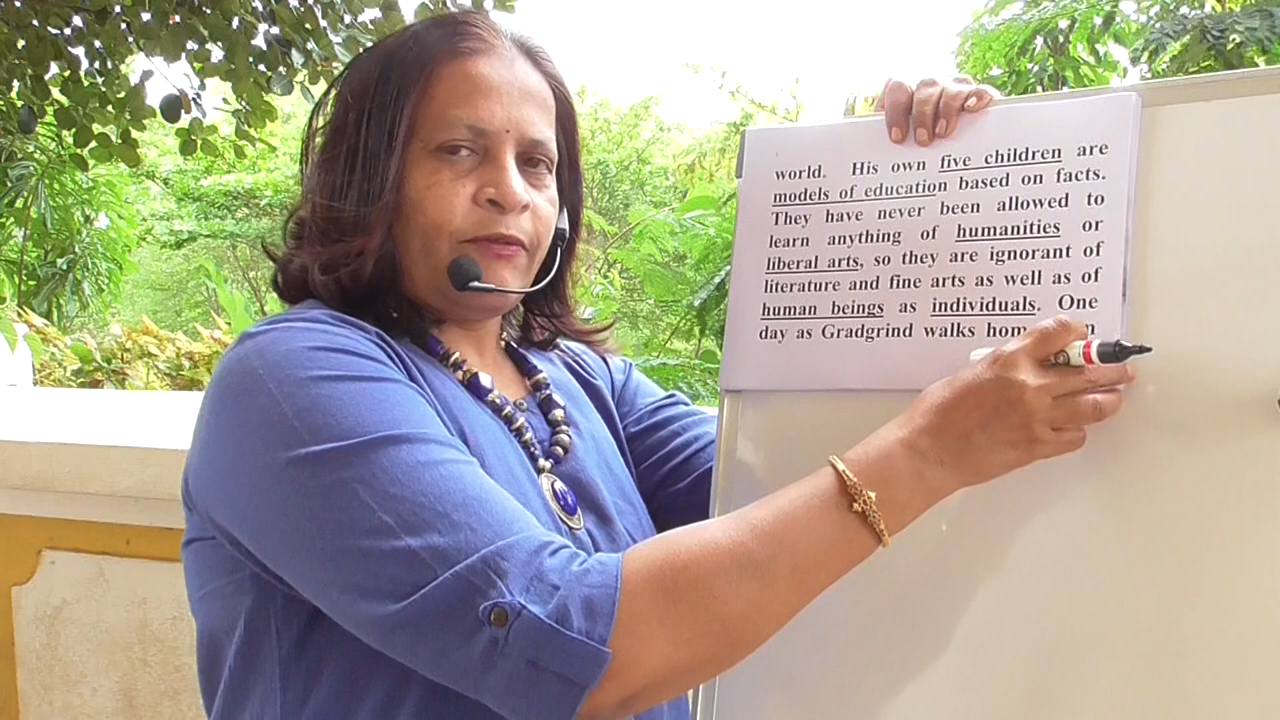 world. His own five children are
models of education based on facts.
They have never been allowed to
learn anything of humanities or
liberal arts, so they are ignorant of
literature and fine arts as well as of
human beings as individuals. One
day as Gradgrind walks